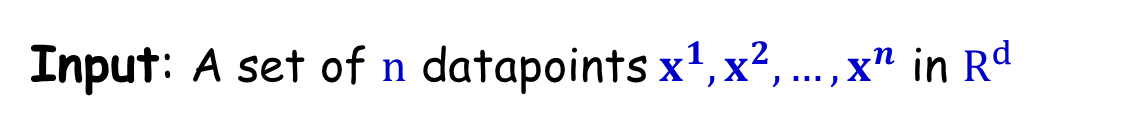 Input: A set of n datapoints x¹, x², …, xⁿ in Rᵈ